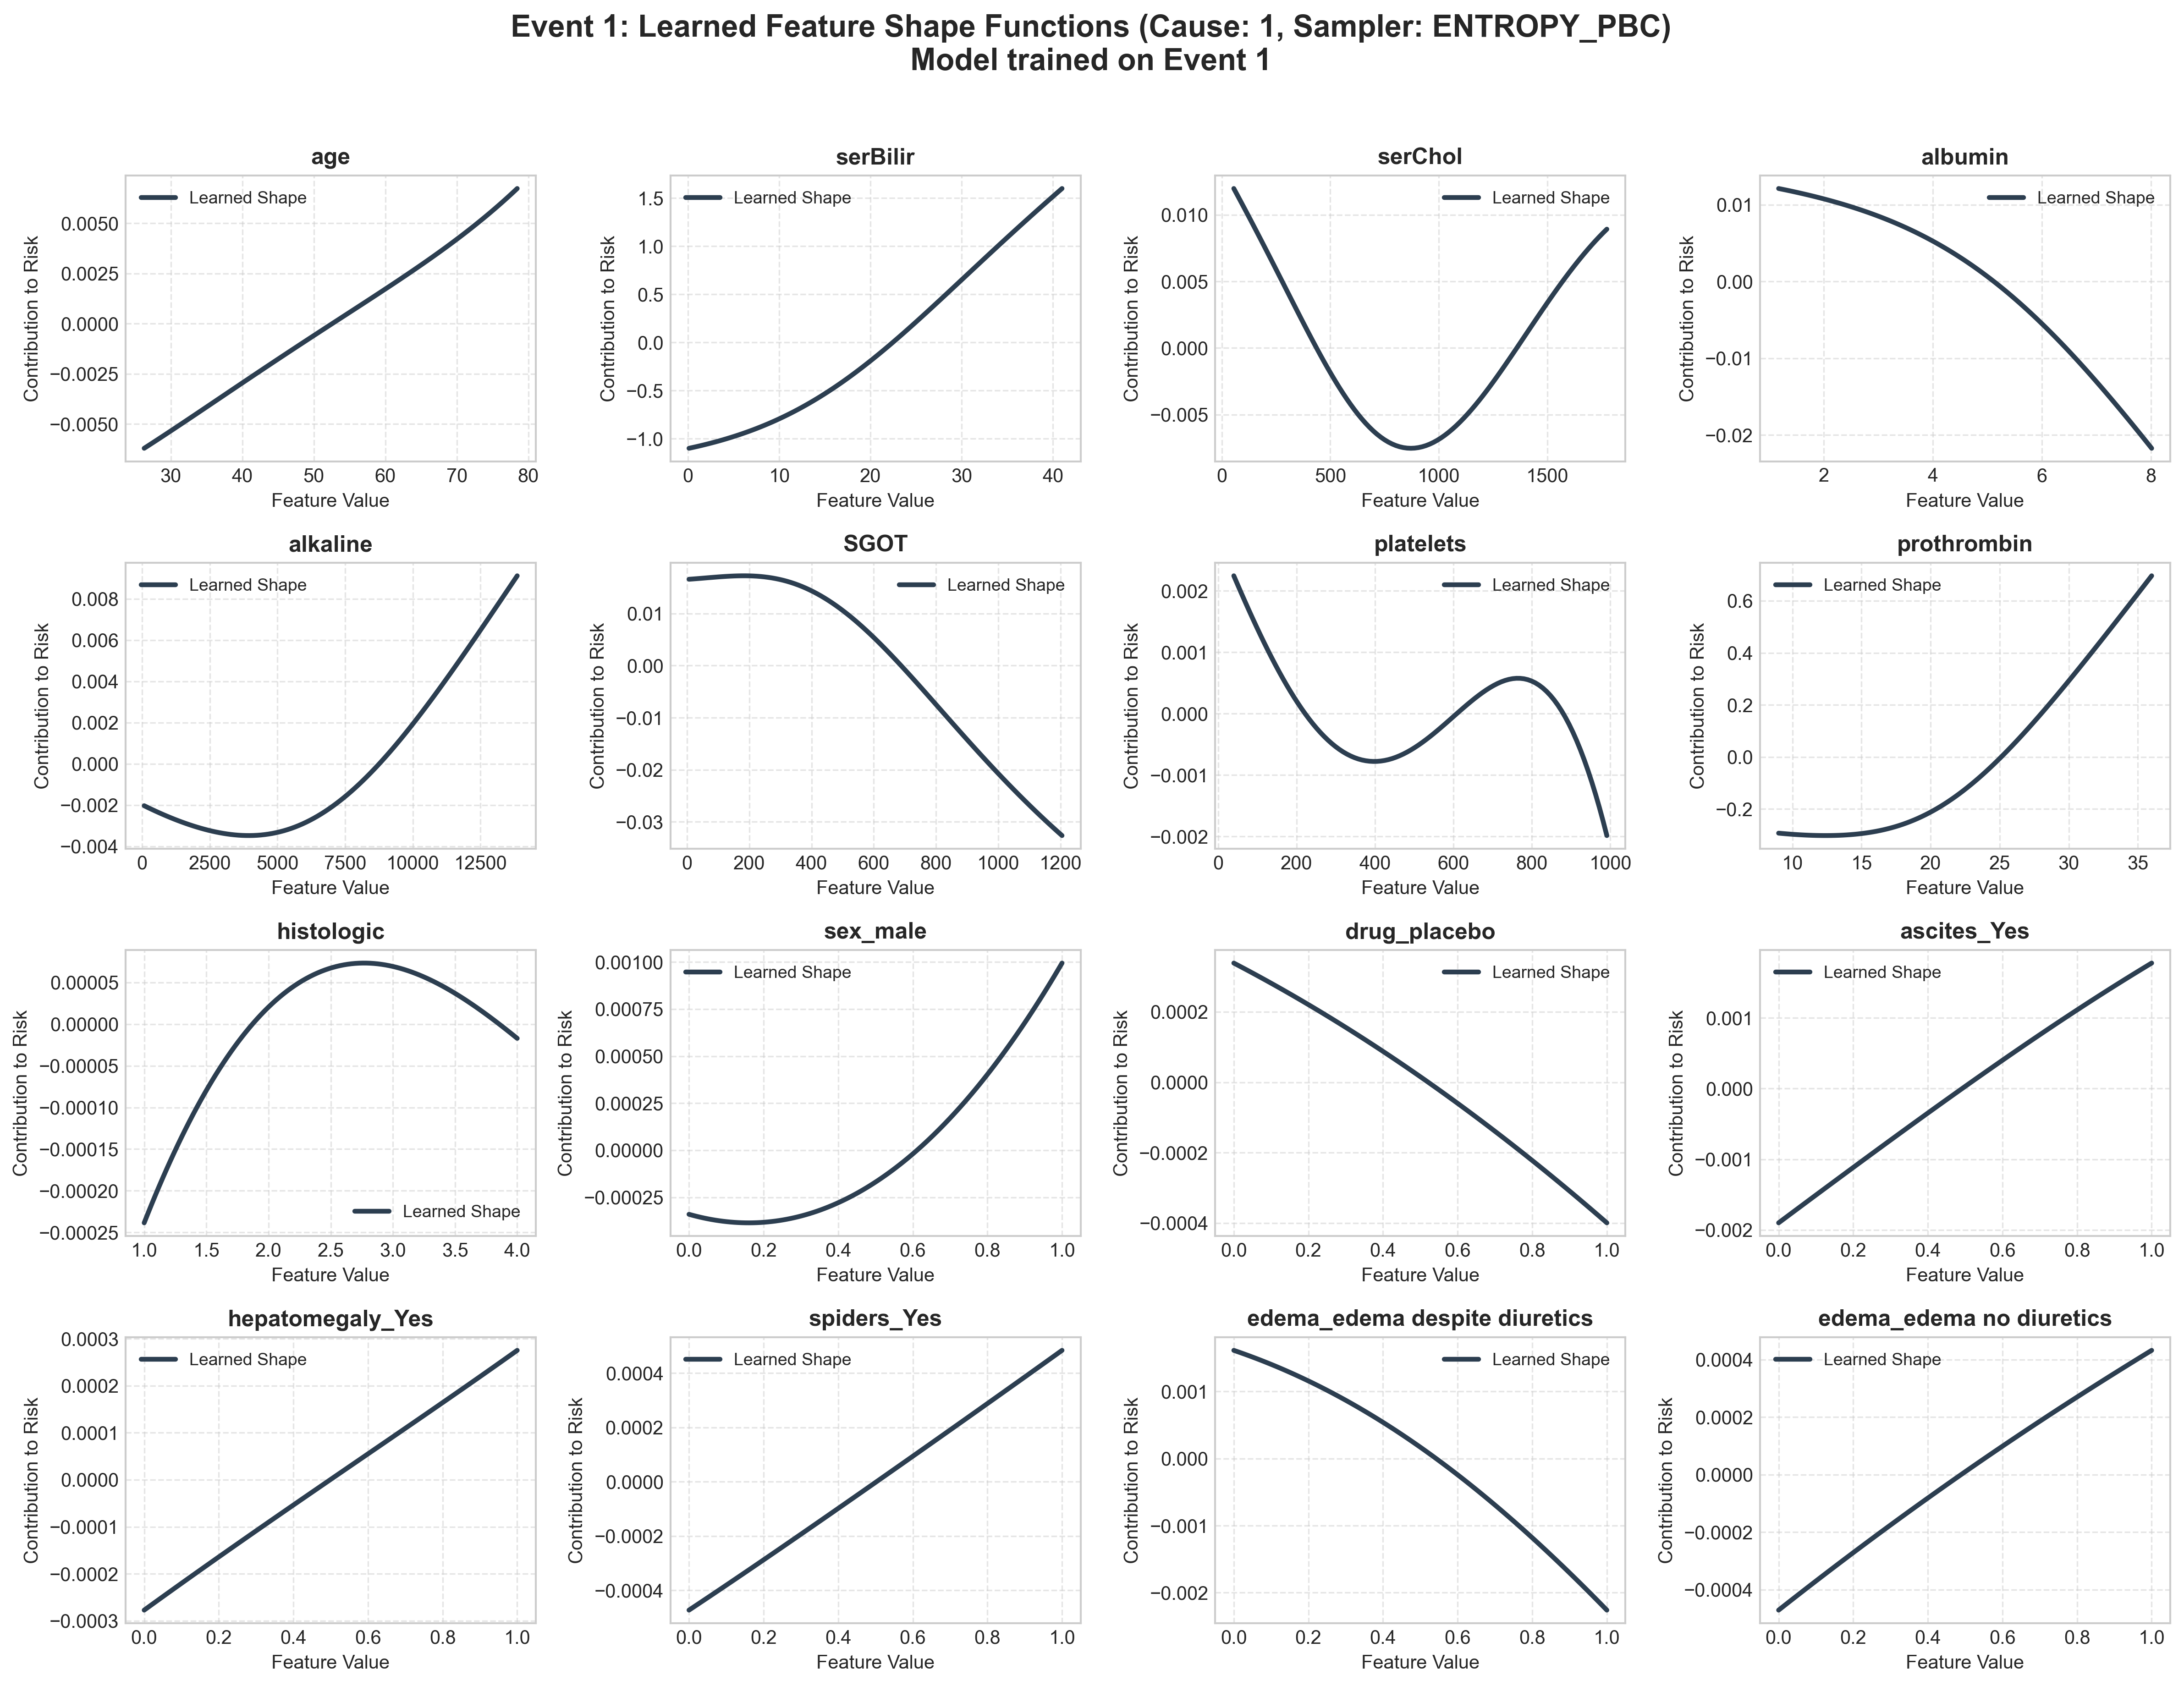 Event 1: Learned Feature Shape Functions (Cause: 1, Sampler: ENTROPY_PBC)
Model trained on Event 1
age
Learned Shape
Contribution to Risk
0.0050
0.0025
0.0000
−0.0025
−0.0050
30 40 50 60 70 80
Feature Value
serBilir
Learned Shape
Contribution to Risk
1.5
1.0
0.5
0.0
−0.5
−1.0
0 10 20 30 40
Feature Value
serChol
Learned Shape
Contribution to Risk
0.010
0.005
0.000
−0.005
0 500 1000 1500
Feature Value
albumin
Learned Shape
Contribution to Risk
0.01
0.00
−0.01
−0.02
2 4 6 8
Feature Value
alkaline
Learned Shape
Contribution to Risk
0.008
0.006
0.004
0.002
0.000
−0.002
−0.004
0 2500 5000 7500 10000 12500
Feature Value
SGOT
Learned Shape
Contribution to Risk
0.01
0.00
−0.01
−0.02
−0.03
0 200 400 600 800 1000 1200
Feature Value
platelets
Learned Shape
Contribution to Risk
0.002
0.001
0.000
−0.001
−0.002
0 200 400 600 800 1000
Feature Value
prothrombin
Learned Shape
Contribution to Risk
0.6
0.4
0.2
0.0
−0.2
10 15 20 25 30 35
Feature Value
histologic
Learned Shape
Contribution to Risk
0.00005
0.00000
−0.00005
−0.00010
−0.00015
−0.00020
−0.00025
1.0 1.5 2.0 2.5 3.0 3.5 4.0
Feature Value
sex_male
Learned Shape
Contribution to Risk
0.00100
0.00075
0.00050
0.00025
0.00000
−0.00025
0.0 0.2 0.4 0.6 0.8 1.0
Feature Value
drug_placebo
Learned Shape
Contribution to Risk
0.0002
0.0000
−0.0002
−0.0004
0.0 0.2 0.4 0.6 0.8 1.0
Feature Value
ascites_Yes
Learned Shape
Contribution to Risk
0.001
0.000
−0.001
−0.002
0.0 0.2 0.4 0.6 0.8 1.0
Feature Value
hepatomegaly_Yes
Learned Shape
Contribution to Risk
0.0003
0.0002
0.0001
0.0000
−0.0001
−0.0002
−0.0003
0.0 0.2 0.4 0.6 0.8 1.0
Feature Value
spiders_Yes
Learned Shape
Contribution to Risk
0.0004
0.0002
0.0000
−0.0002
−0.0004
0.0 0.2 0.4 0.6 0.8 1.0
Feature Value
edema_edema despite diuretics
Learned Shape
Contribution to Risk
0.001
0.000
−0.001
−0.002
0.0 0.2 0.4 0.6 0.8 1.0
Feature Value
edema_edema no diuretics
Learned Shape
Contribution to Risk
0.0004
0.0002
0.0000
−0.0002
−0.0004
0.0 0.2 0.4 0.6 0.8 1.0
Feature Value